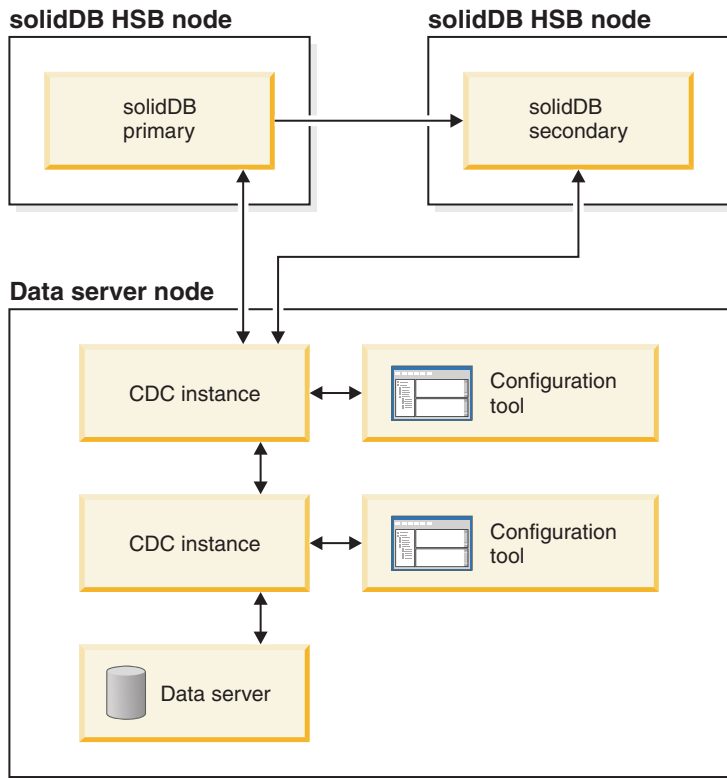 solidDB HSB node
solidDB HSB node
solidDB
primary
solidDB
secondary
Data server node
CDC instance
Configuration
tool
CDC instance
Configuration
tool
Data server